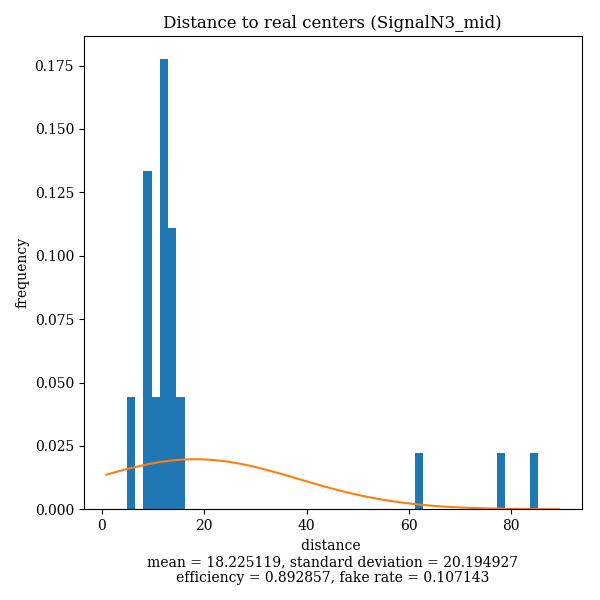 Distance to real centers (SignalN3_mid)
0.175
0.150
0.125
0.100
0.075
0.050
0.025
0.000
frequency
0 20 40 60 80
distance
mean = 18.225119, standard deviation = 20.194927
efficiency = 0.892857, fake rate = 0.107143